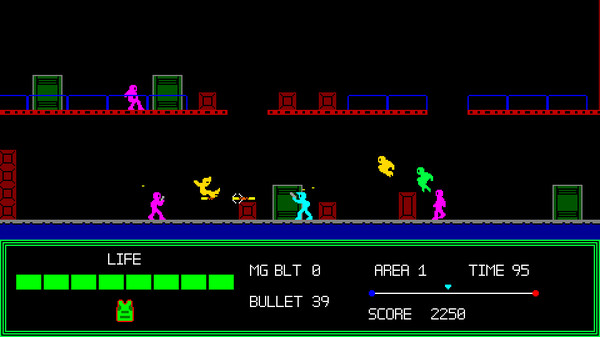 LIFE
MG BLT 0
AREA 1
TIME 95
BULLET 39
SCORE 2250